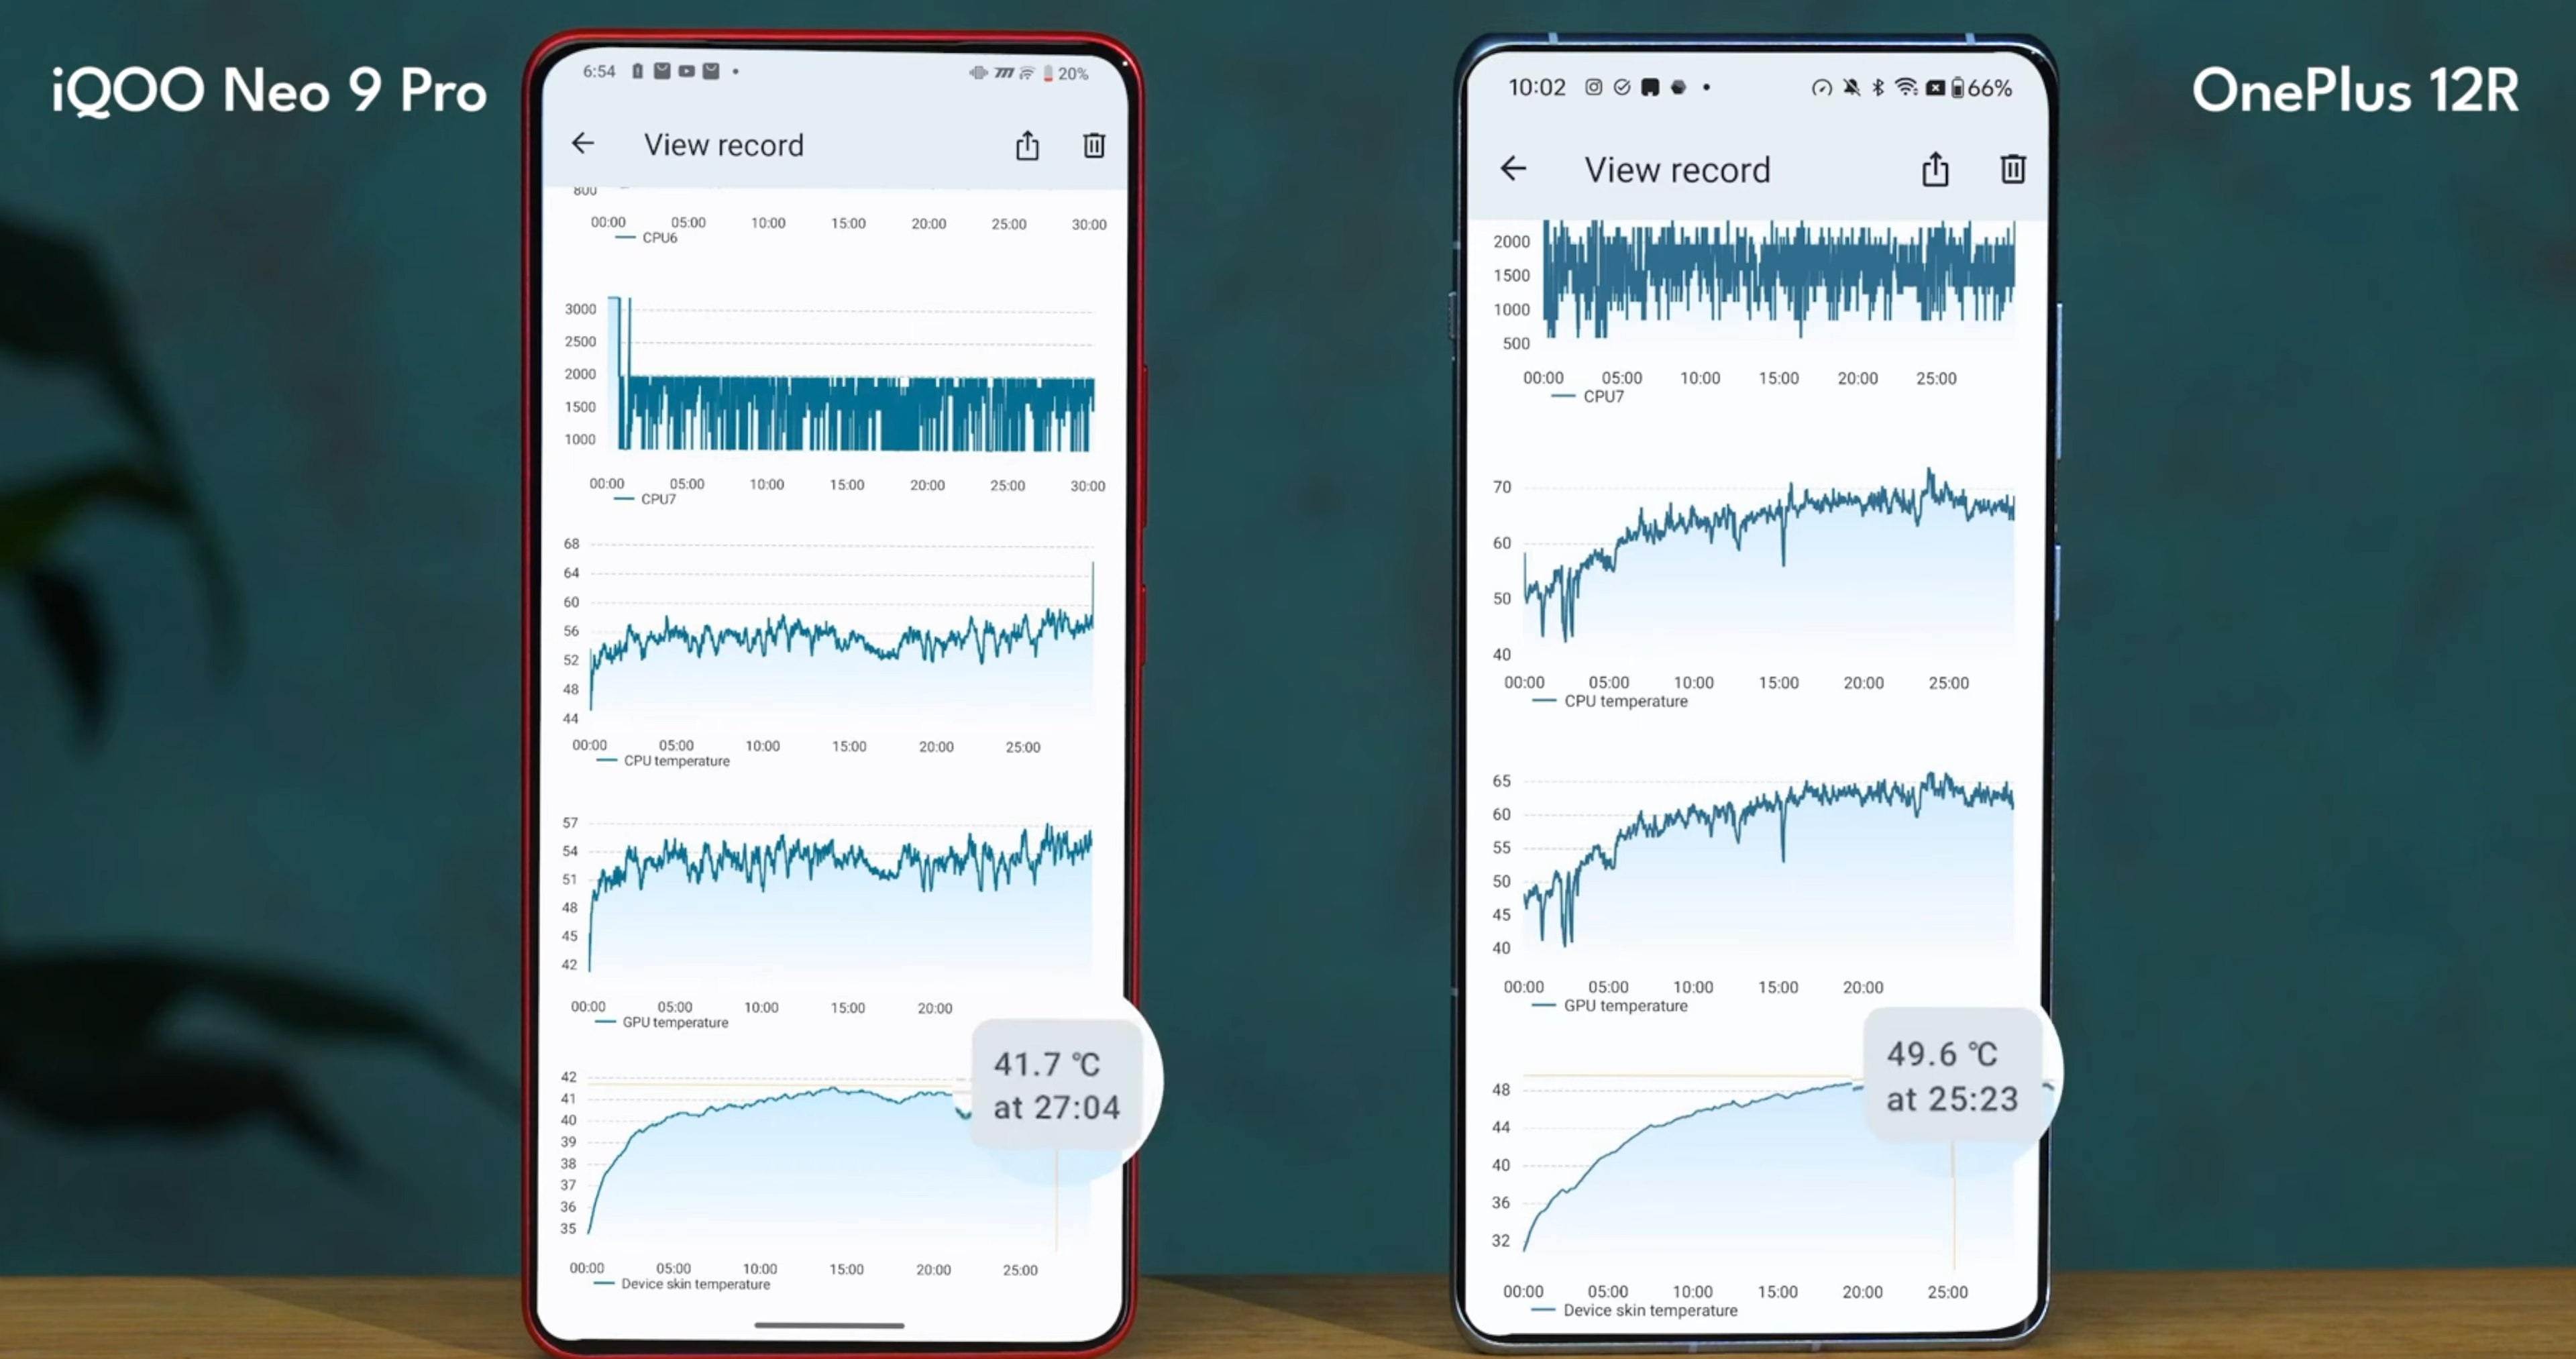 iQOO Neo 9 Pro
6:54
20%
View record
800
00:00 05:00 10:00 15:00 20:00 25:00 30:00
CPU6
3000
2500
2000
1500
1000
00:00 05:00 10:00 15:00 20:00 25:00 30:00
CPU7
68
64
60
56
52
48
44
00:00 05:00 10:00 15:00 20:00 25:00
CPU temperature
57
54
51
48
45
42
00:00 05:00 10:00 15:00 20:00
GPU temperature
41.7 °C
at 27:04
42
41
40
39
38
37
36
35
00:00 05:00 10:00 15:00 20:00 25:00
Device skin temperature
OnePlus 12R
10:02
66%
View record
2000
1500
1000
500
00:00 05:00 10:00 15:00 20:00 25:00
CPU7
70
60
50
40
00:00 05:00 10:00 15:00 20:00 25:00
CPU temperature
65
60
55
50
45
40
00:00 05:00 10:00 15:00 20:00
GPU temperature
49.6 °C
at 25:23
48
44
40
36
32
00:00 05:00 10:00 15:00 20:00 25:00
Device skin temperature